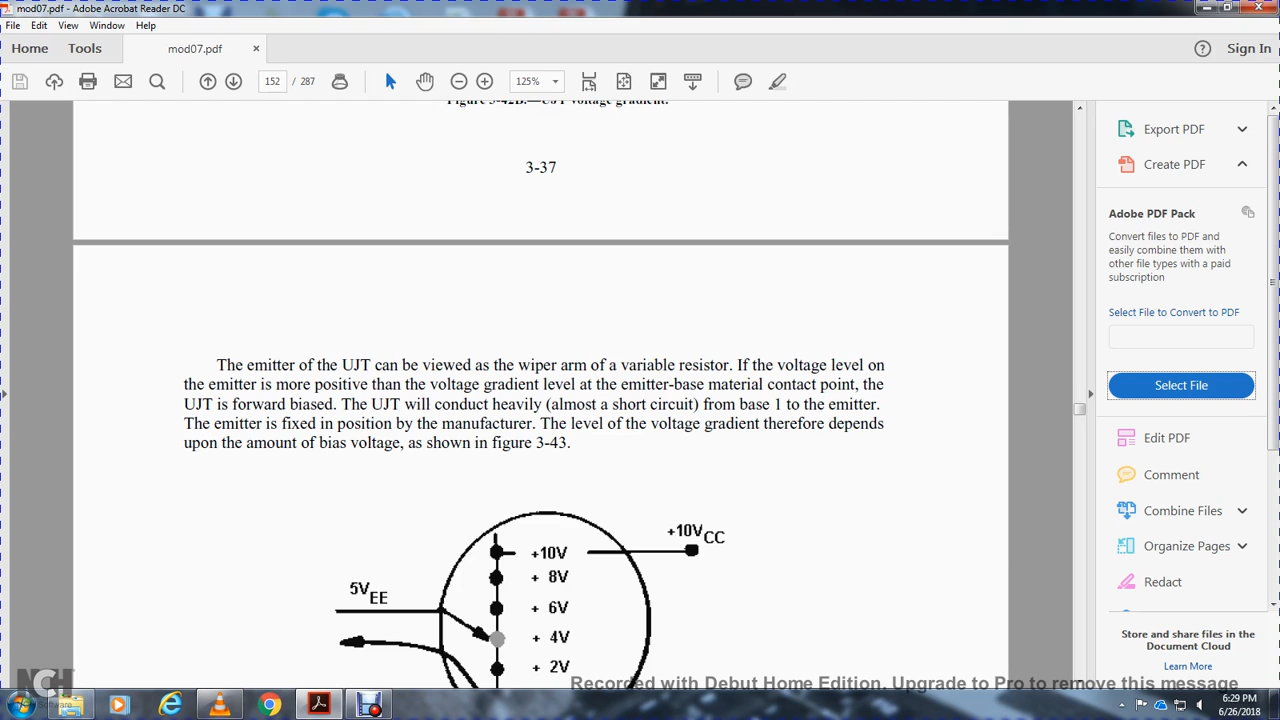 mod07.pdf - Adobe Acrobat Reader DC
File Edit View Window Help
Home Tools mod07.pdf × Sign In
152 / 287 125%
Figure 3-42B.—UJT voltage gradient.
3-37
The emitter of the UJT can be viewed as the wiper arm of a variable resistor. If the voltage level on
the emitter is more positive than the voltage gradient level at the emitter-base material contact point, the
UJT is forward biased. The UJT will conduct heavily (almost a short circuit) from base 1 to the emitter.
The emitter is fixed in position by the manufacturer. The level of the voltage gradient therefore depends
upon the amount of bias voltage, as shown in figure 3-43.
+10VCC
+10V
+ 8V
5VEE
+ 6V
+ 4V
+ 2V
Export PDF
Create PDF
Adobe PDF Pack
Convert files to PDF and
easily combine them with
other file types with a paid
subscription
Select File to Convert to PDF
Select File
Edit PDF
Comment
Combine Files
Organize Pages
Redact
Store and share files in the
Document Cloud
Learn More
Recorded with Debut Home Edition. Upgrade to Pro to remove this message
NCH
Software
6:29 PM
6/26/2018